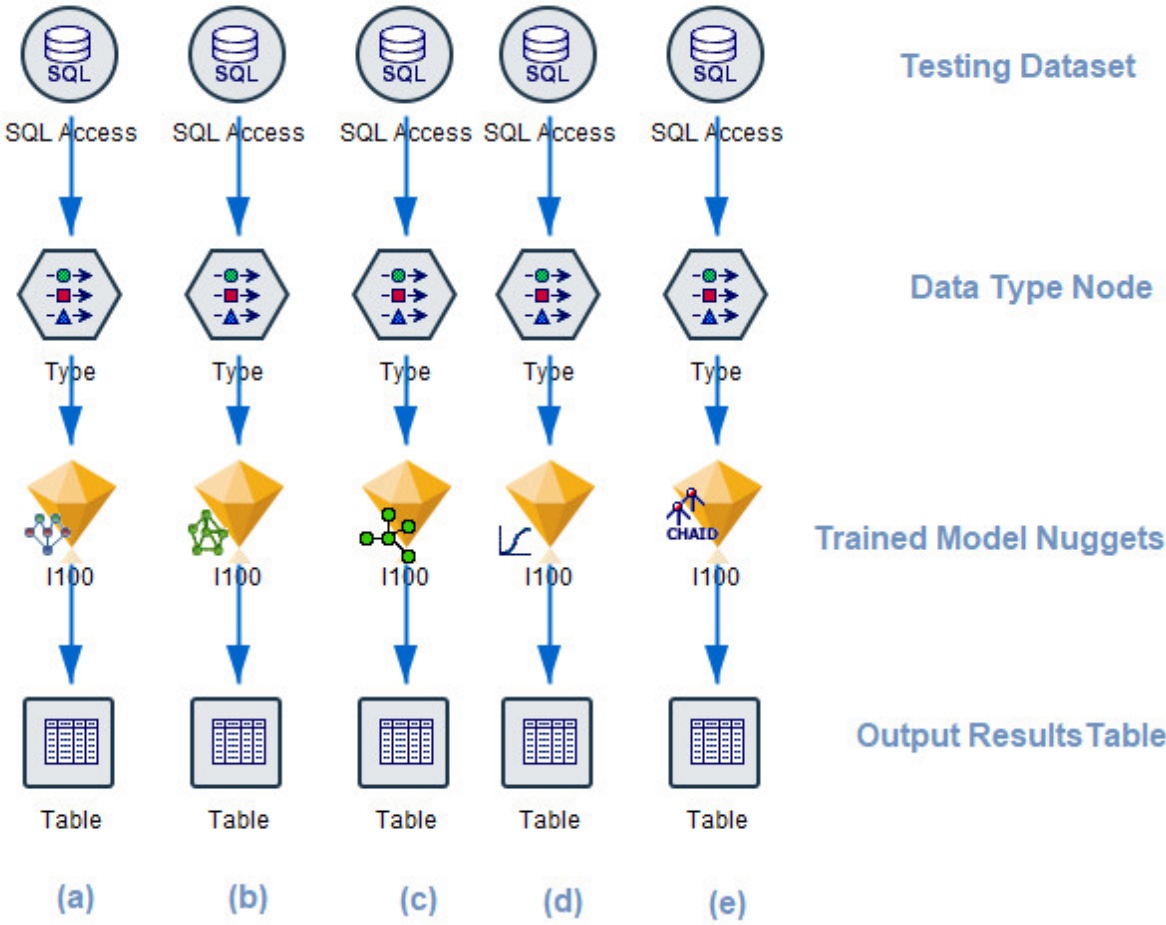 SQL SQL SQL SQL SQL
Testing Dataset
SQL Access SQL Access SQL Access SQL Access SQL Access
Data Type Node
Type Type Type Type Type
CHAID
Trained Model Nuggets
I100 I100 I100 I100 I100
Output Results Table
Table Table Table Table Table
(a) (b) (c) (d) (e)